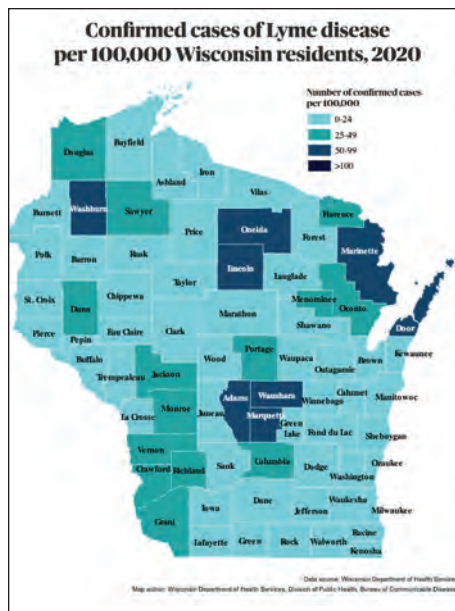 Confirmed cases of Lyme disease
per 100,000 Wisconsin residents, 2020
Number of confirmed cases
per 100,000
0-24
25-49
50-99
>100
Douglas
Bayfield
Ashland
Iron
Vilas
Burnett
Washburn
Sawyer
Price
Oneida
Forest
Florence
Marinette
Polk
Barron
Rusk
Lincoln
Langlade
Taylor
Menominee
Oconto
St. Croix
Dunn
Chippewa
Marathon
Shawano
Door
Pierce
Pepin
Eau Claire
Clark
Buffalo
Wood
Portage
Waupaca
Brown
Kewaunee
Outagamie
Trempealeau
Jackson
Adams
Waushara
Winnebago
Calumet
Manitowoc
La Crosse
Monroe
Juneau
Marquette
Green
Lake
Fond du Lac
Sheboygan
Vernon
Crawford
Richland
Sauk
Columbia
Dodge
Washington
Ozaukee
Grant
Iowa
Dane
Jefferson
Waukesha
Milwaukee
Lafayette
Green
Rock
Walworth
Racine
Kenosha
Data source: Wisconsin Department of Health Services
Map author: Wisconsin Department of Health Services, Division of Public Health, Bureau of Communicable Diseases